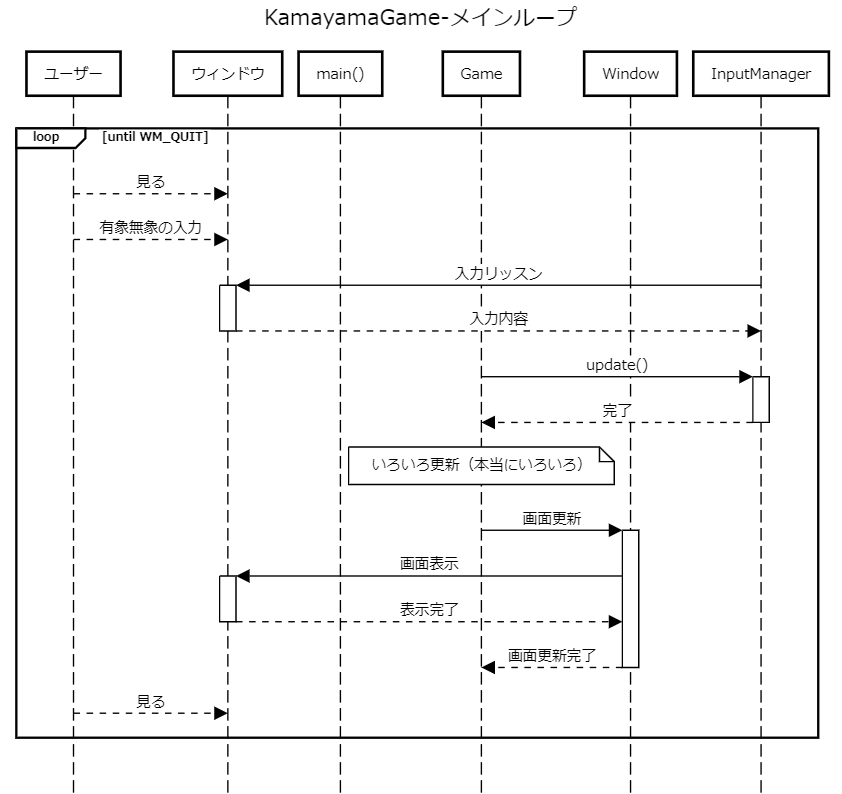 KamayamaGame-メインループ
ユーザー
ウィンドウ
main()
Game
Window
InputManager
loop
[until WM_QUIT]
見る
有象無象の入力
入力リッスン
入力内容
update()
完了
いろいろ更新（本当にいろいろ）
画面更新
画面表示
表示完了
画面更新完了
見る